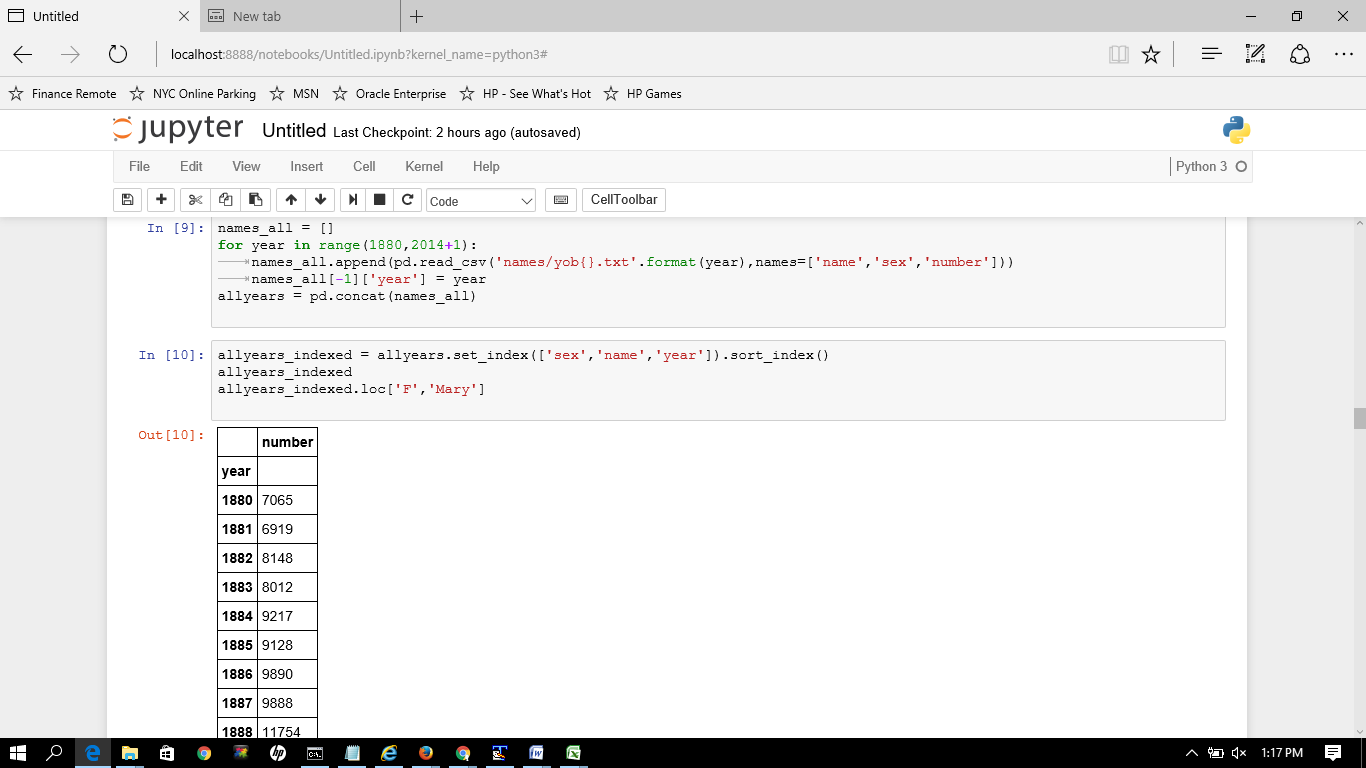 Untitled
New tab
localhost:8888/notebooks/Untitled.ipynb?kernel_name=python3#
Finance Remote NYC Online Parking MSN Oracle Enterprise HP - See What's Hot HP Games
jupyter Untitled Last Checkpoint: 2 hours ago (autosaved)
File Edit View Insert Cell Kernel Help Python 3
Code CellToolbar
In [9]: names_all = []
for year in range(1880,2014+1):
names_all.append(pd.read_csv('names/yob{}.txt'.format(year),names=['name','sex','number']))
names_all[-1]['year'] = year
allyears = pd.concat(names_all)
In [10]: allyears_indexed = allyears.set_index(['sex','name','year']).sort_index()
allyears_indexed
allyears_indexed.loc['F','Mary']
Out[10]: number
year
1880 7065
1881 6919
1882 8148
1883 8012
1884 9217
1885 9128
1886 9890
1887 9888
1888 11754
1:17 PM